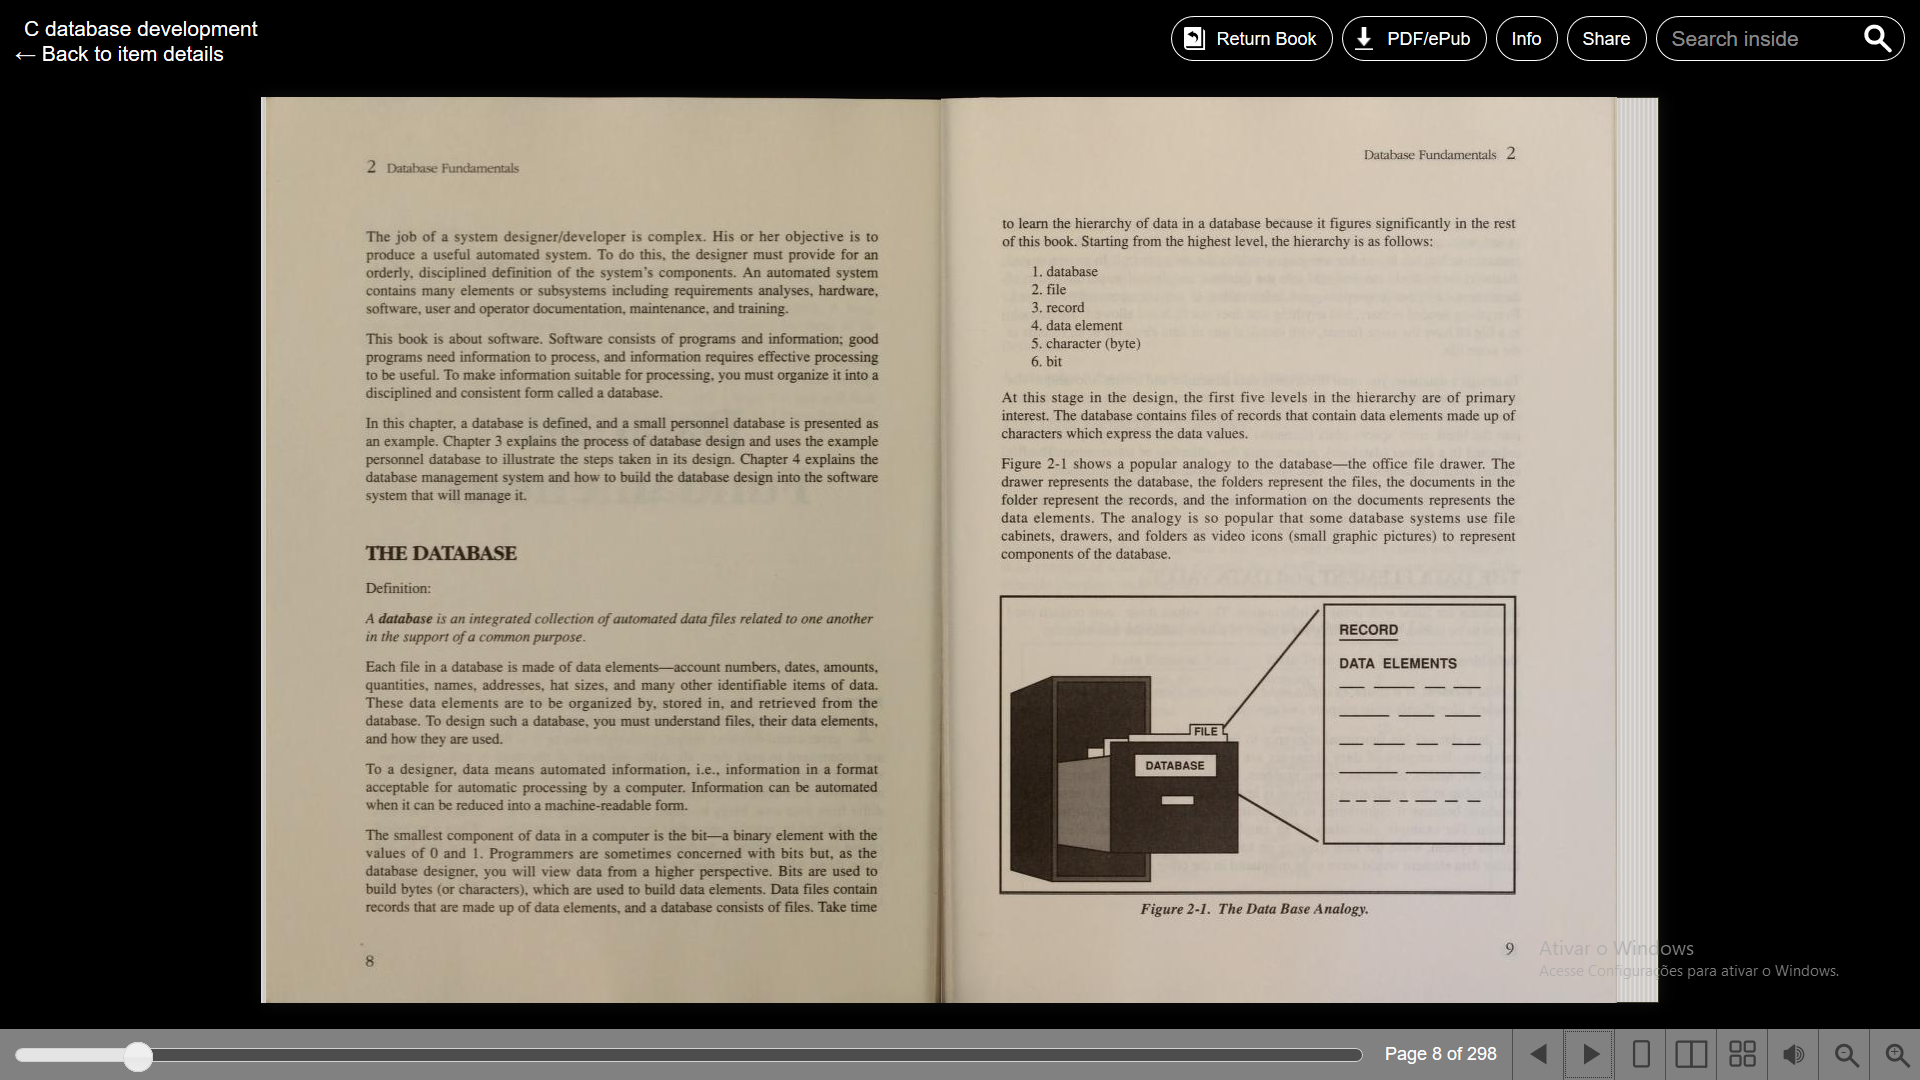 C database development
← Back to item details
Return Book
PDF/ePub
Info
Share
Search inside
2 Database Fundamentals
The job of a system designer/developer is complex. His or her objective is to
produce a useful automated system. To do this, the designer must provide for an
orderly, disciplined definition of the system's components. An automated system
contains many elements or subsystems including requirements analyses, hardware,
software, user and operator documentation, maintenance, and training.
This book is about software. Software consists of programs and information; good
programs need information to process, and information requires effective processing
to be useful. To make information suitable for processing, you must organize it into a
disciplined and consistent form called a database.
In this chapter, a database is defined, and a small personnel database is presented as
an example. Chapter 3 explains the process of database design and uses the example
personnel database to illustrate the steps taken in its design. Chapter 4 explains the
database management system and how to build the database design into the software
system that will manage it.
THE DATABASE
Definition:
A database is an integrated collection of automated data files related to one another
in the support of a common purpose.
Each file in a database is made of data elements—account numbers, dates, amounts,
quantities, names, addresses, hat sizes, and many other identifiable items of data.
These data elements are to be organized by, stored in, and retrieved from the
database. To design such a database, you must understand files, their data elements,
and how they are used.
To a designer, data means automated information, i.e., information in a format
acceptable for automatic processing by a computer. Information can be automated
when it can be reduced into a machine-readable form.
The smallest component of data in a computer is the bit—a binary element with the
values of 0 and 1. Programmers are sometimes concerned with bits but, as the
database designer, you will view data from a higher perspective. Bits are used to
build bytes (or characters), which are used to build data elements. Data files contain
records that are made up of data elements, and a database consists of files. Take time
8
Database Fundamentals 2
to learn the hierarchy of data in a database because it figures significantly in the rest
of this book. Starting from the highest level, the hierarchy is as follows:
1. database
2. file
3. record
4. data element
5. character (byte)
6. bit
At this stage in the design, the first five levels in the hierarchy are of primary
interest. The database contains files of records that contain data elements made up of
characters which express the data values.
Figure 2-1 shows a popular analogy to the database—the office file drawer. The
drawer represents the database, the folders represent the files, the documents in the
folder represent the records, and the information on the documents represents the
data elements. The analogy is so popular that some database systems use file
cabinets, drawers, and folders as video icons (small graphic pictures) to represent
components of the database.
RECORD
DATA ELEMENTS
FILE
DATABASE
Figure 2-1. The Data Base Analogy.
9
Ativar o Windows
Acesse Configurações para ativar o Windows.
Page 8 of 298